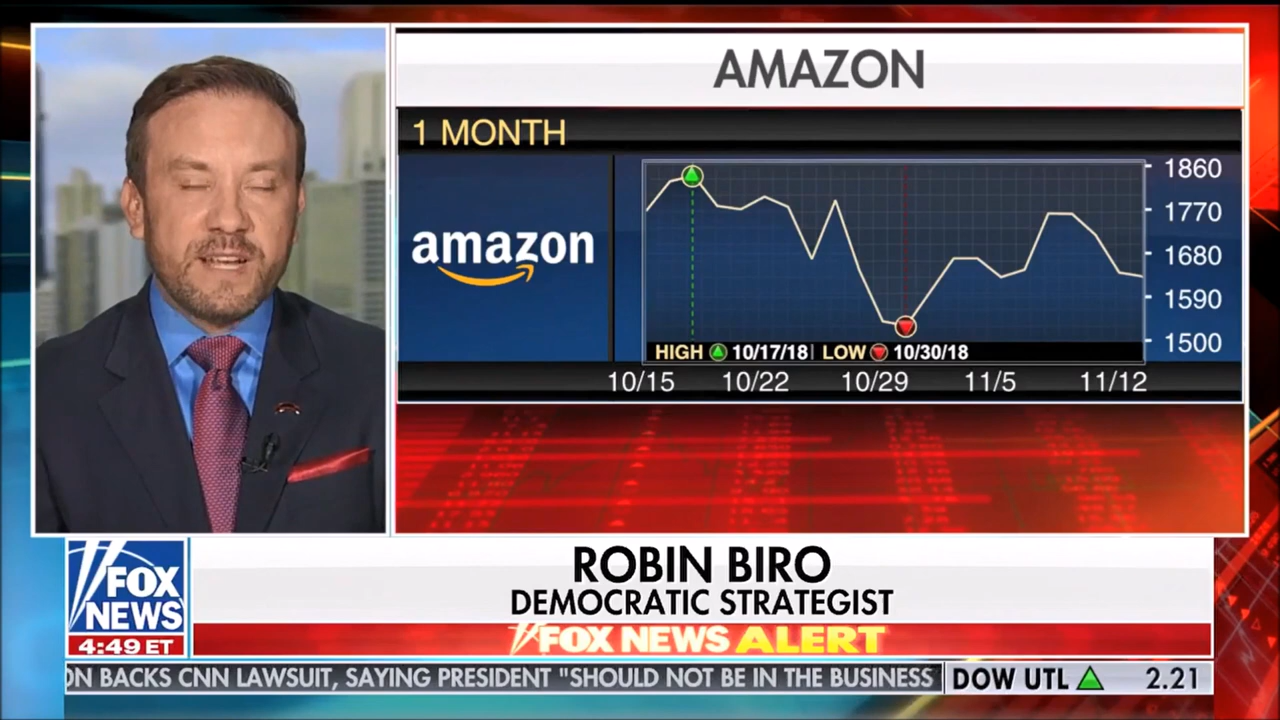 AMAZON
1 MONTH
amazon
1860
1770
1680
1590
1500
HIGH 10/17/18 LOW 10/30/18
10/15 10/22 10/29 11/5 11/12
ROBIN BIRO
DEMOCRATIC STRATEGIST
FOX NEWS ALERT
FOX
NEWS
4:49 ET
ON BACKS CNN LAWSUIT, SAYING PRESIDENT "SHOULD NOT BE IN THE BUSINESS
DOW UTL 2.21